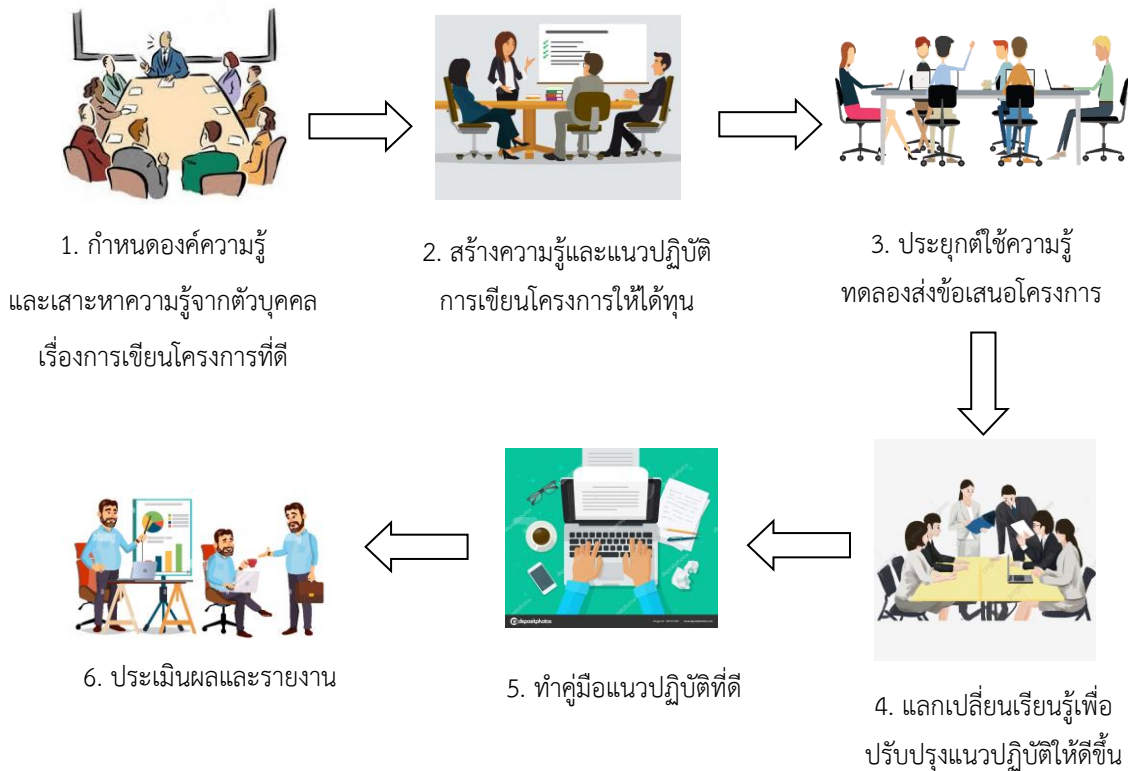 1. กำหนดองค์ความรู้
และเสาะหาความรู้จากตัวบุคคล
เรื่องการเขียนโครงการที่ดี
2. สร้างความรู้และแนวปฏิบัติ
การเขียนโครงการให้ได้ทุน
3. ประยุกต์ใช้ความรู้
ทดลองส่งข้อเสนอโครงการ
4. แลกเปลี่ยนเรียนรู้เพื่อ
ปรับปรุงแนวปฏิบัติให้ดีขึ้น
depositphotos
5. ทำคู่มือแนวปฏิบัติที่ดี
6. ประเมินผลและรายงาน